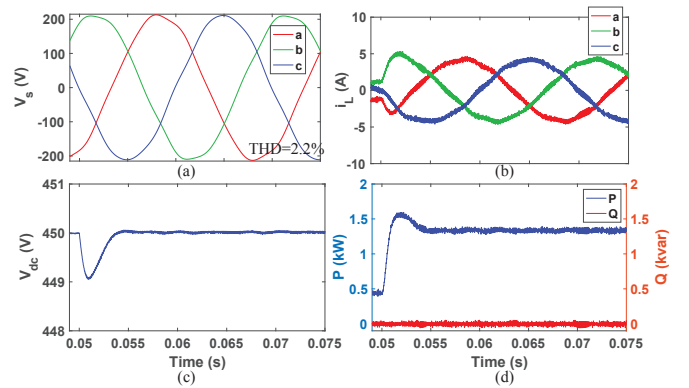 200
100
0
-100
-200
V_s (V)
a
b
c
THD=2.2%
(a)
10
5
0
-5
-10
i_L (A)
a
b
c
(b)
451
450
449
448
V_dc (V)
0.05 0.055 0.06 0.065 0.07 0.075
Time (s)
(c)
2
1.5
1
0.5
0
P (kW)
P
Q
2
1.5
1
0.5
0
Q (kvar)
0.05 0.055 0.06 0.065 0.07 0.075
Time (s)
(d)